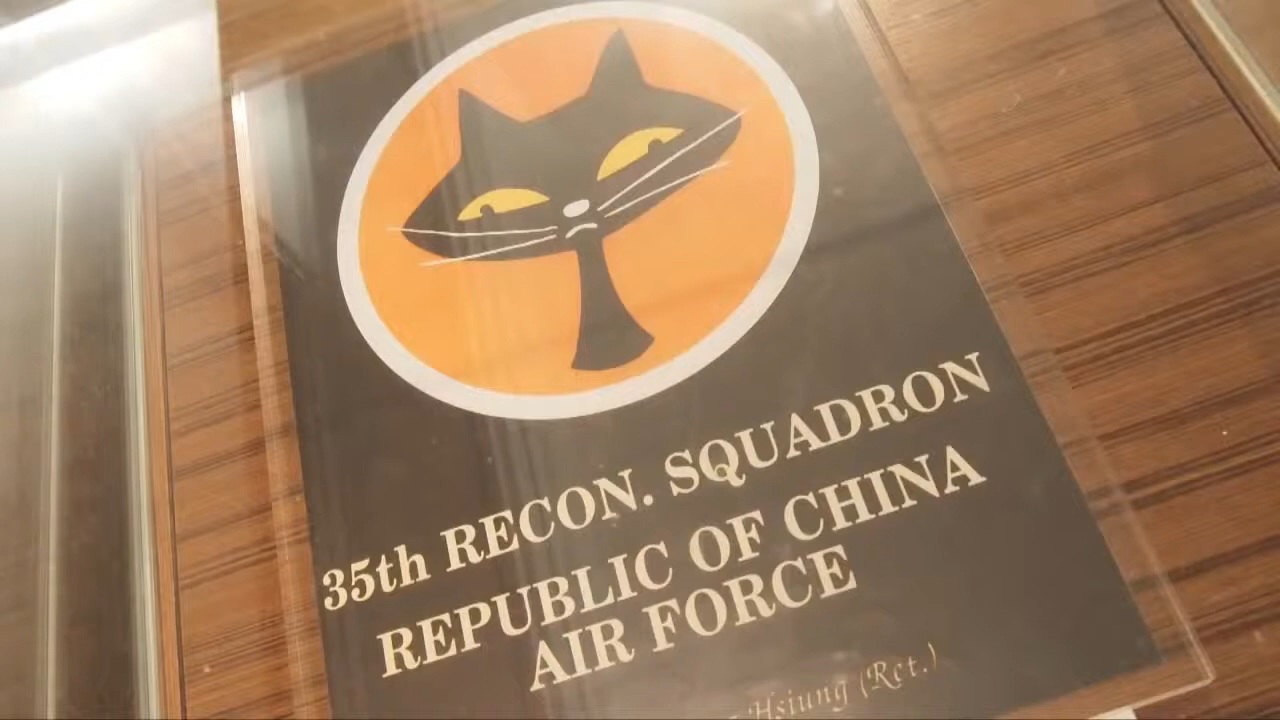 35th RECON. SQUADRON
REPUBLIC OF CHINA
AIR FORCE
Hsiung (Ret.)